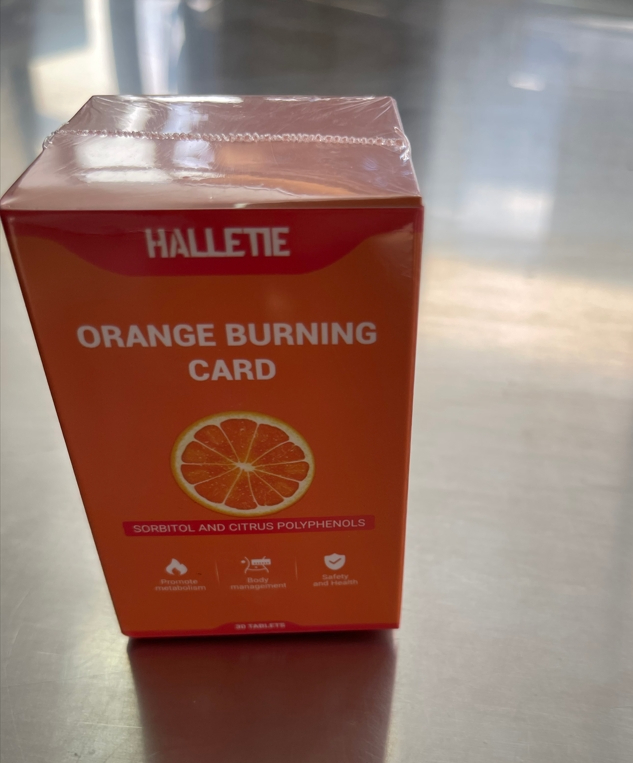 HALLETIE
ORANGE BURNING
CARD
SORBITOL AND CITRUS POLYPHENOLS
Promote
metabolism
Body
management
Safety
and Health
30 TABLETS